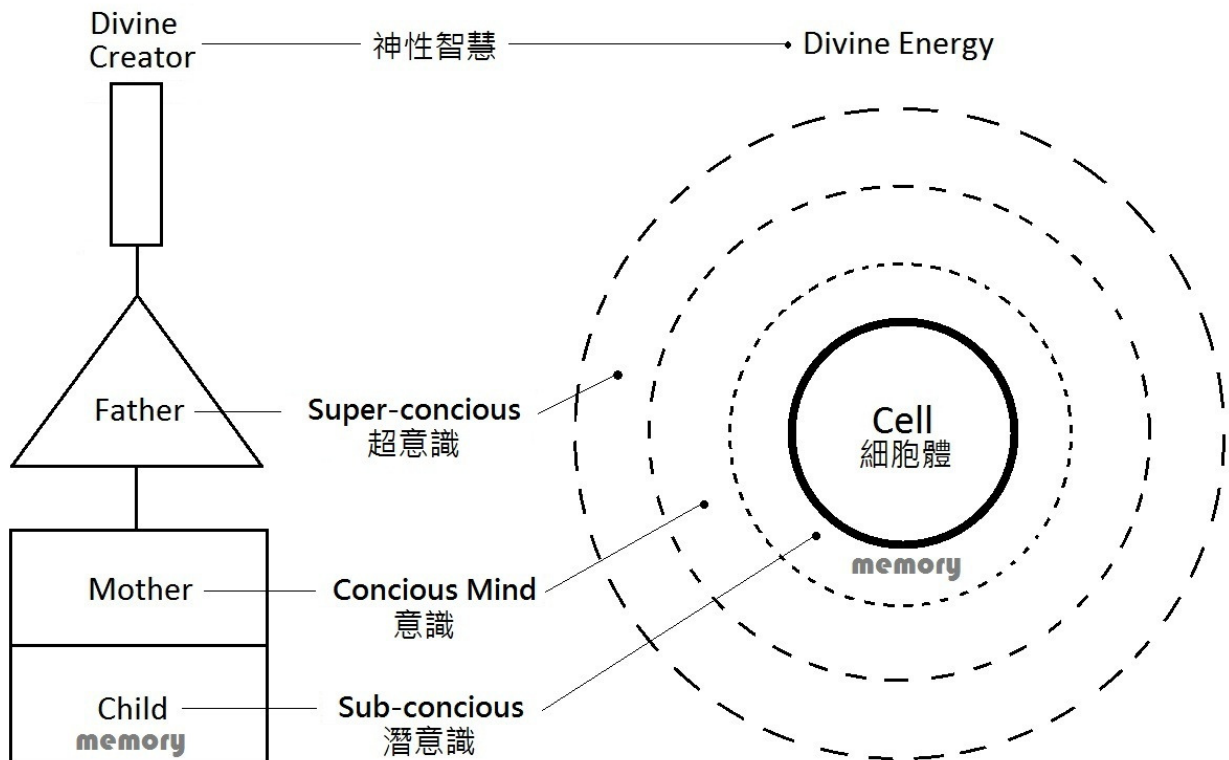 Divine
Creator
神性智慧
Divine Energy
Father
Super-concious
超意識
Cell
細胞體
memory
Mother
Concious Mind
意識
Child
memory
Sub-concious
潛意識